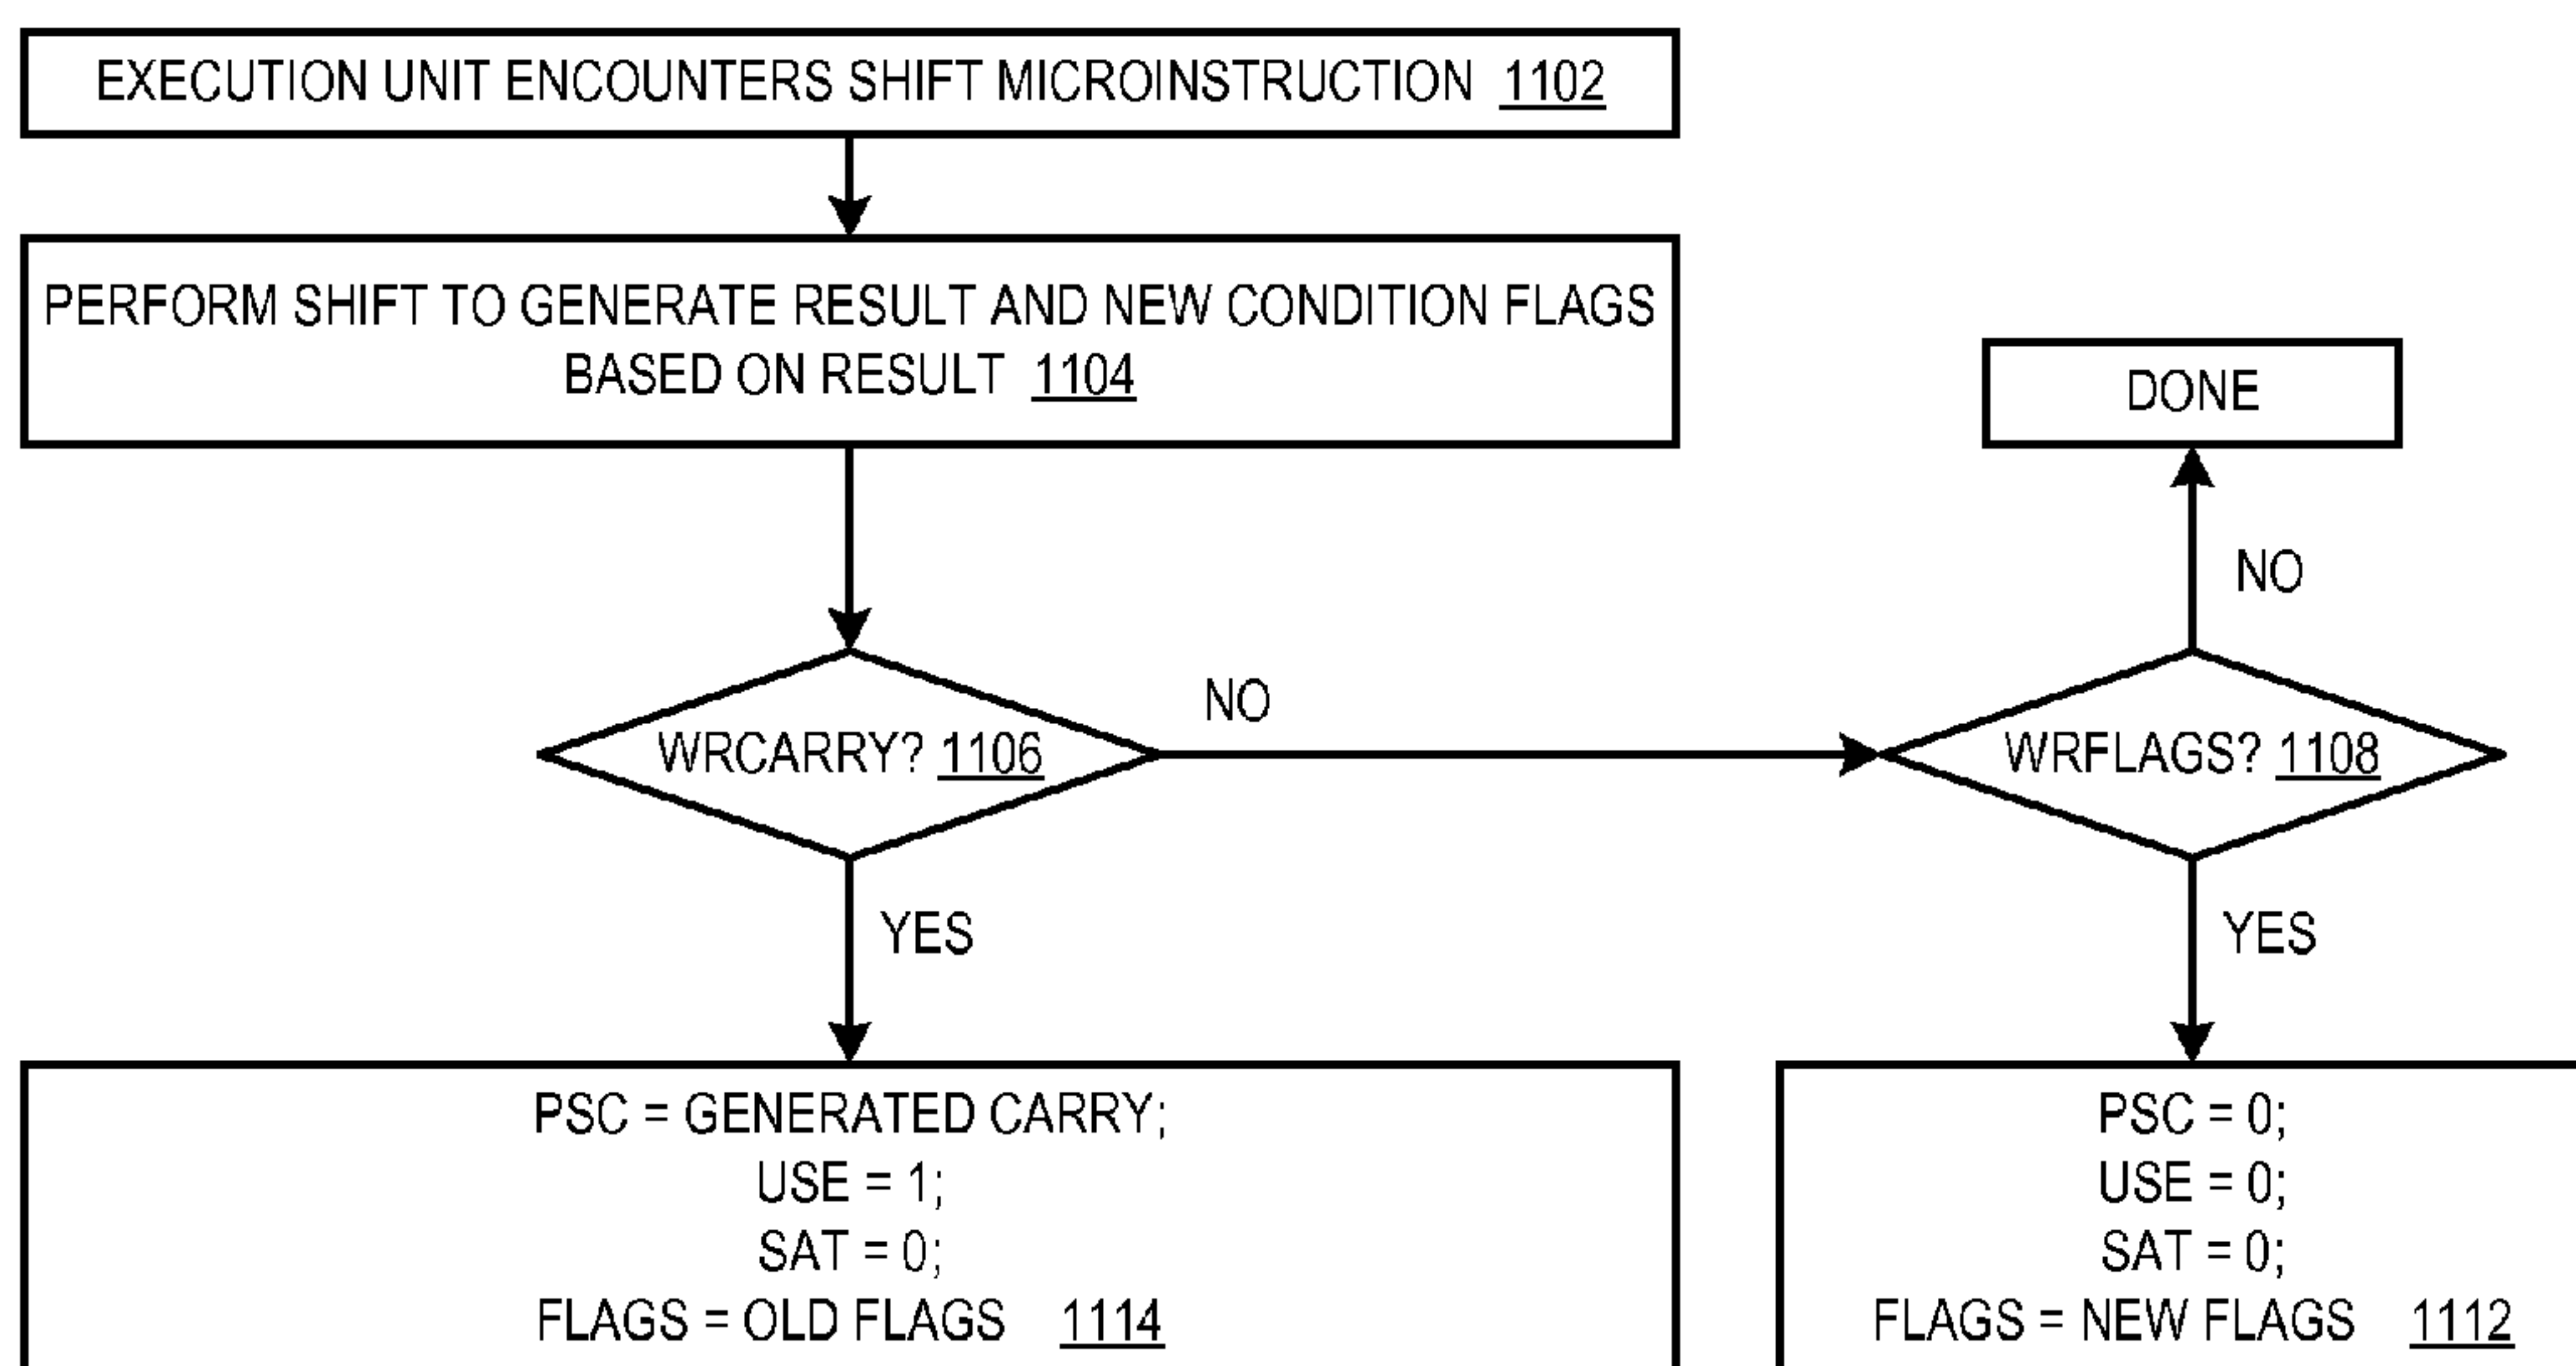 EXECUTION UNIT ENCOUNTERS SHIFT MICROINSTRUCTION 1102
PERFORM SHIFT TO GENERATE RESULT AND NEW CONDITION FLAGS
BASED ON RESULT 1104
DONE
NO
NO
WRCARRY? 1106
WRFLAGS? 1108
YES
YES
PSC = GENERATED CARRY;
USE = 1;
SAT = 0;
FLAGS = OLD FLAGS 1114
PSC = 0;
USE = 0;
SAT = 0;
FLAGS = NEW FLAGS 1112